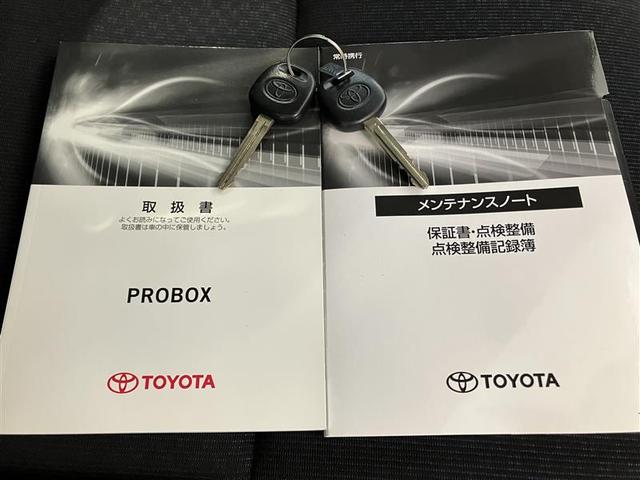 取扱書
よくお読みになってご使用ください。
取扱書は車の中に保管しましょう。
PROBOX
TOYOTA
常時携行
メンテナンスノート
保証書・点検整備
点検整備記録簿
TOYOTA